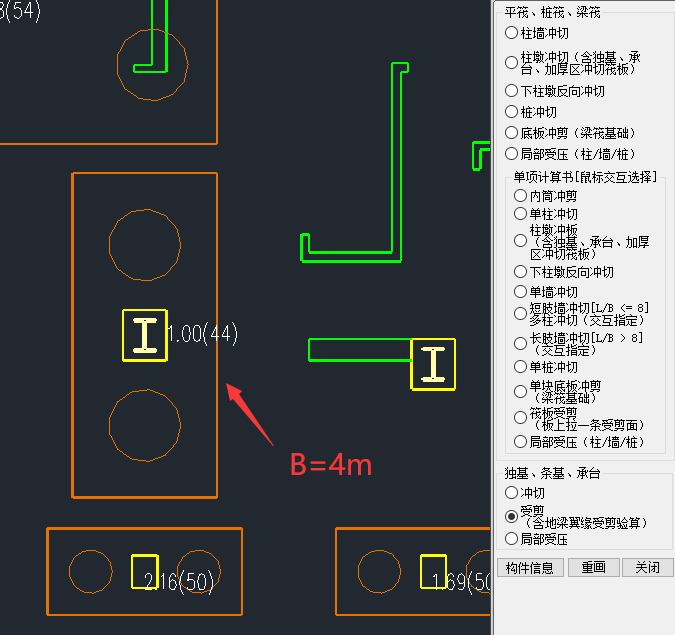 8(54)
1.00(44)
B=4m
2.16(50)
1.69(50
平筏、桩筏、梁筏
柱墙冲切
柱墩冲切（含独基、承
台、加厚区冲切筏板）
下柱墩反向冲切
桩冲切
底板冲剪（梁筏基础）
局部受压（柱/墙/桩）
单项计算书[鼠标交互选择]
内筒冲剪
单柱冲切
柱墩冲板
（含独基、承台、加厚
区冲切筏板）
下柱墩反向冲切
单墙冲切
短肢墙冲切[L/B <= 8]
多柱冲切（交互指定）
长肢墙冲切[L/B > 8]
（交互指定）
单桩冲切
单块底板冲剪
（梁筏基础）
筏板受剪
（板上拉一条受剪面）
局部受压（柱/墙/桩）
独基、条基、承台
冲切
受剪
（含地梁翼缘受剪验算）
局部受压
构件信息 重画 关闭